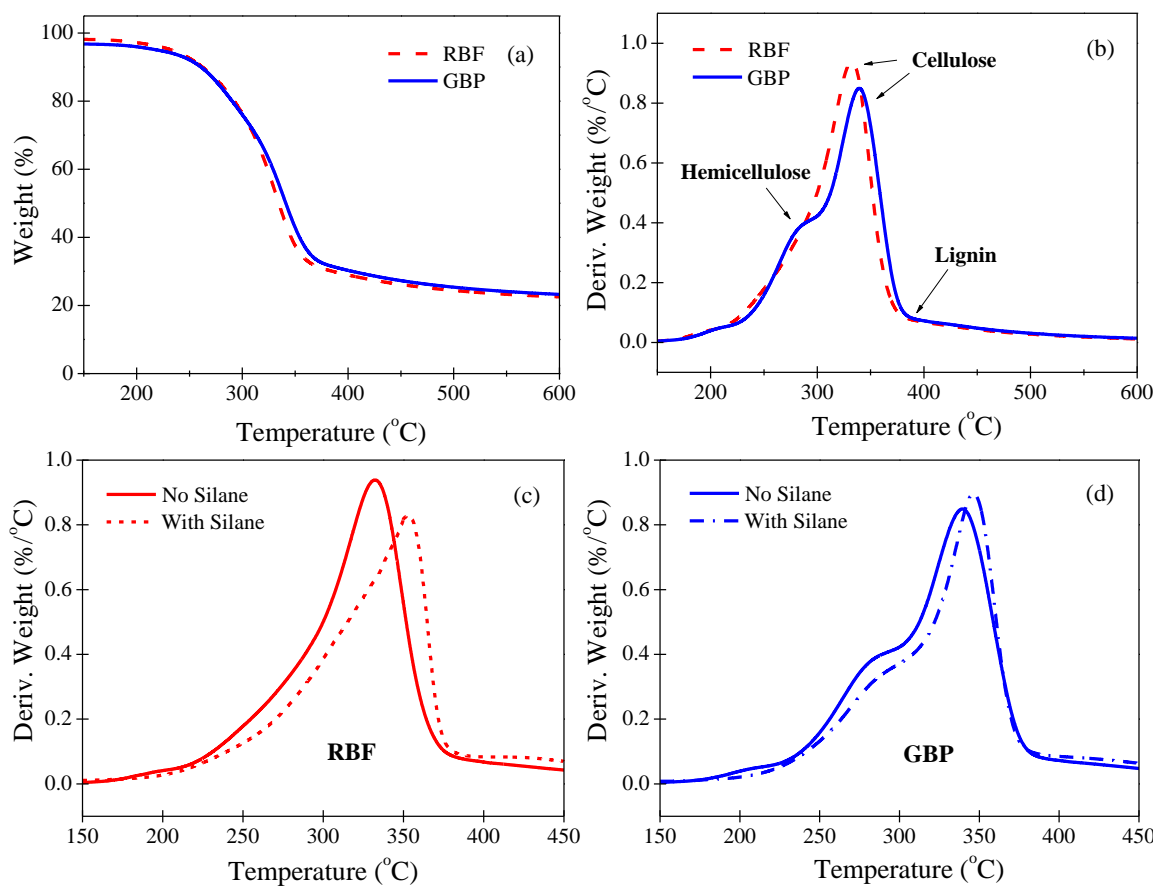 100
80
60
40
20
0
Weight (%)
RBF
GBP
(a)
200 300 400 500 600
Temperature (°C)
1.0
0.8
0.6
0.4
0.2
0.0
Deriv. Weight (%/°C)
RBF
GBP
(b)
Cellulose
Hemicellulose
Lignin
200 300 400 500 600
Temperature (°C)
1.0
0.8
0.6
0.4
0.2
0.0
Deriv. Weight (%/°C)
No Silane
With Silane
(c)
RBF
150 200 250 300 350 400 450
Temperature (°C)
1.0
0.8
0.6
0.4
0.2
0.0
Deriv. Weight (%/°C)
No Silane
With Silane
(d)
GBP
150 200 250 300 350 400 450
Temperature (°C)